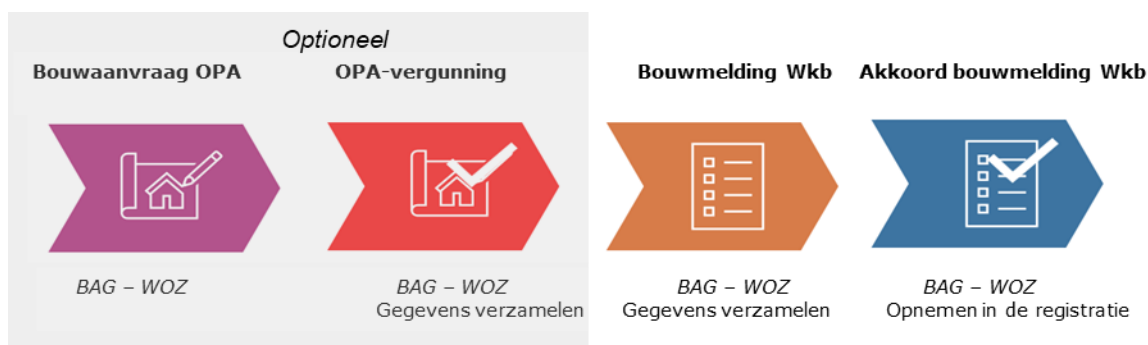 Optioneel
Bouwaanvraag OPA
OPA-vergunning
Bouwmelding Wkb
Akkoord bouwmelding Wkb
BAG – WOZ
BAG – WOZ
Gegevens verzamelen
BAG – WOZ
Gegevens verzamelen
BAG – WOZ
Opnemen in de registratie